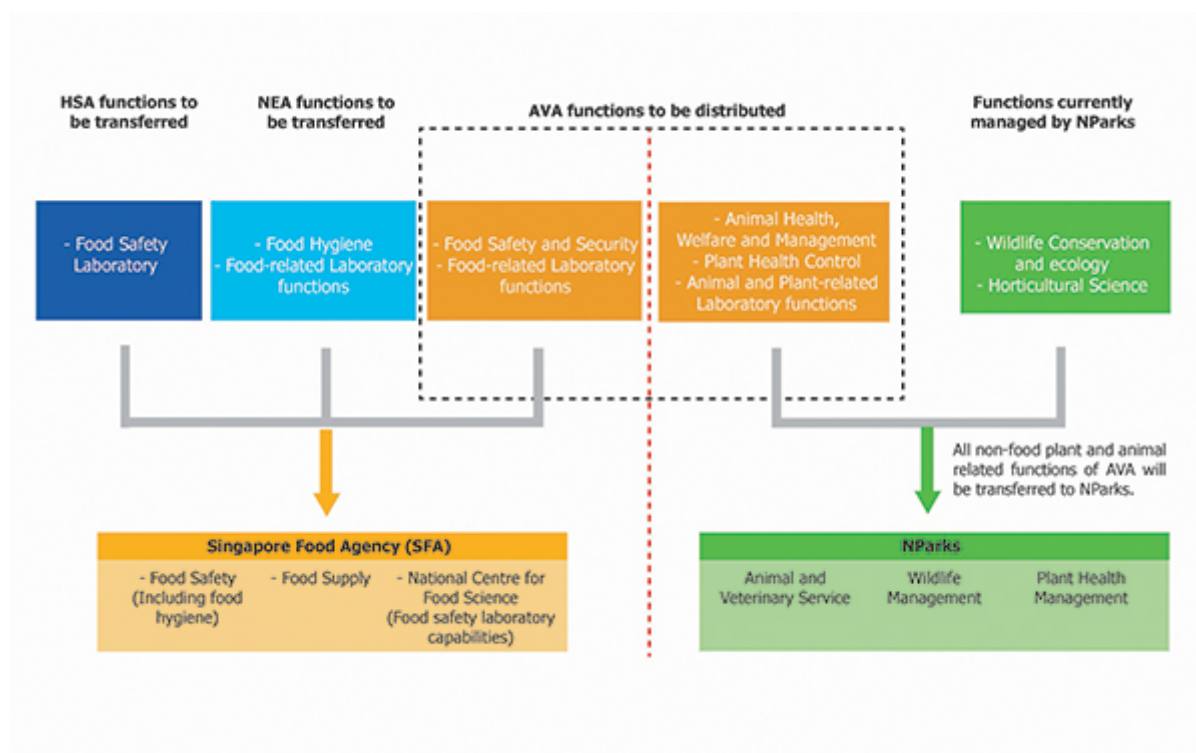 HSA functions to
be transferred
NEA functions to
be transferred
AVA functions to be distributed
Functions currently
managed by NParks
- Food Safety
Laboratory
- Food Hygiene
- Food-related Laboratory
functions
- Food Safety and Security
- Food-related Laboratory
functions
- Animal Health,
Welfare and Management
- Plant Health Control
- Animal and Plant-related
Laboratory functions
- Wildlife Conservation
and ecology
- Horticultural Science
All non-food plant and animal
related functions of AVA will
be transferred to NParks.
Singapore Food Agency (SFA)
- Food Safety
(Including food
hygiene)
- Food Supply
- National Centre for
Food Science
(Food safety laboratory
capabilities)
NParks
Animal and
Veterinary Service
Wildlife
Management
Plant Health
Management